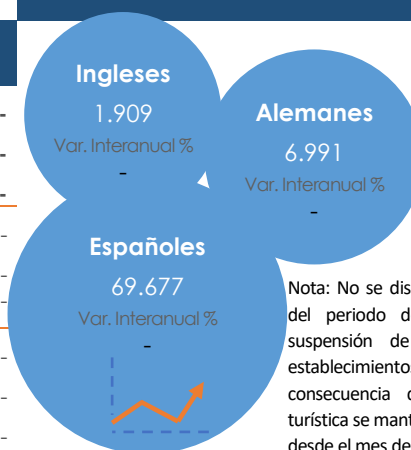 Ingleses
1.909
Var. Interanual %
-
Alemanes
6.991
Var. Interanual %
-
Españoles
69.677
Var. Interanual %
-
Nota: No se dis
del periodo d
suspensión de
establecimientos
consecuencia
turística se mant
desde el mes de